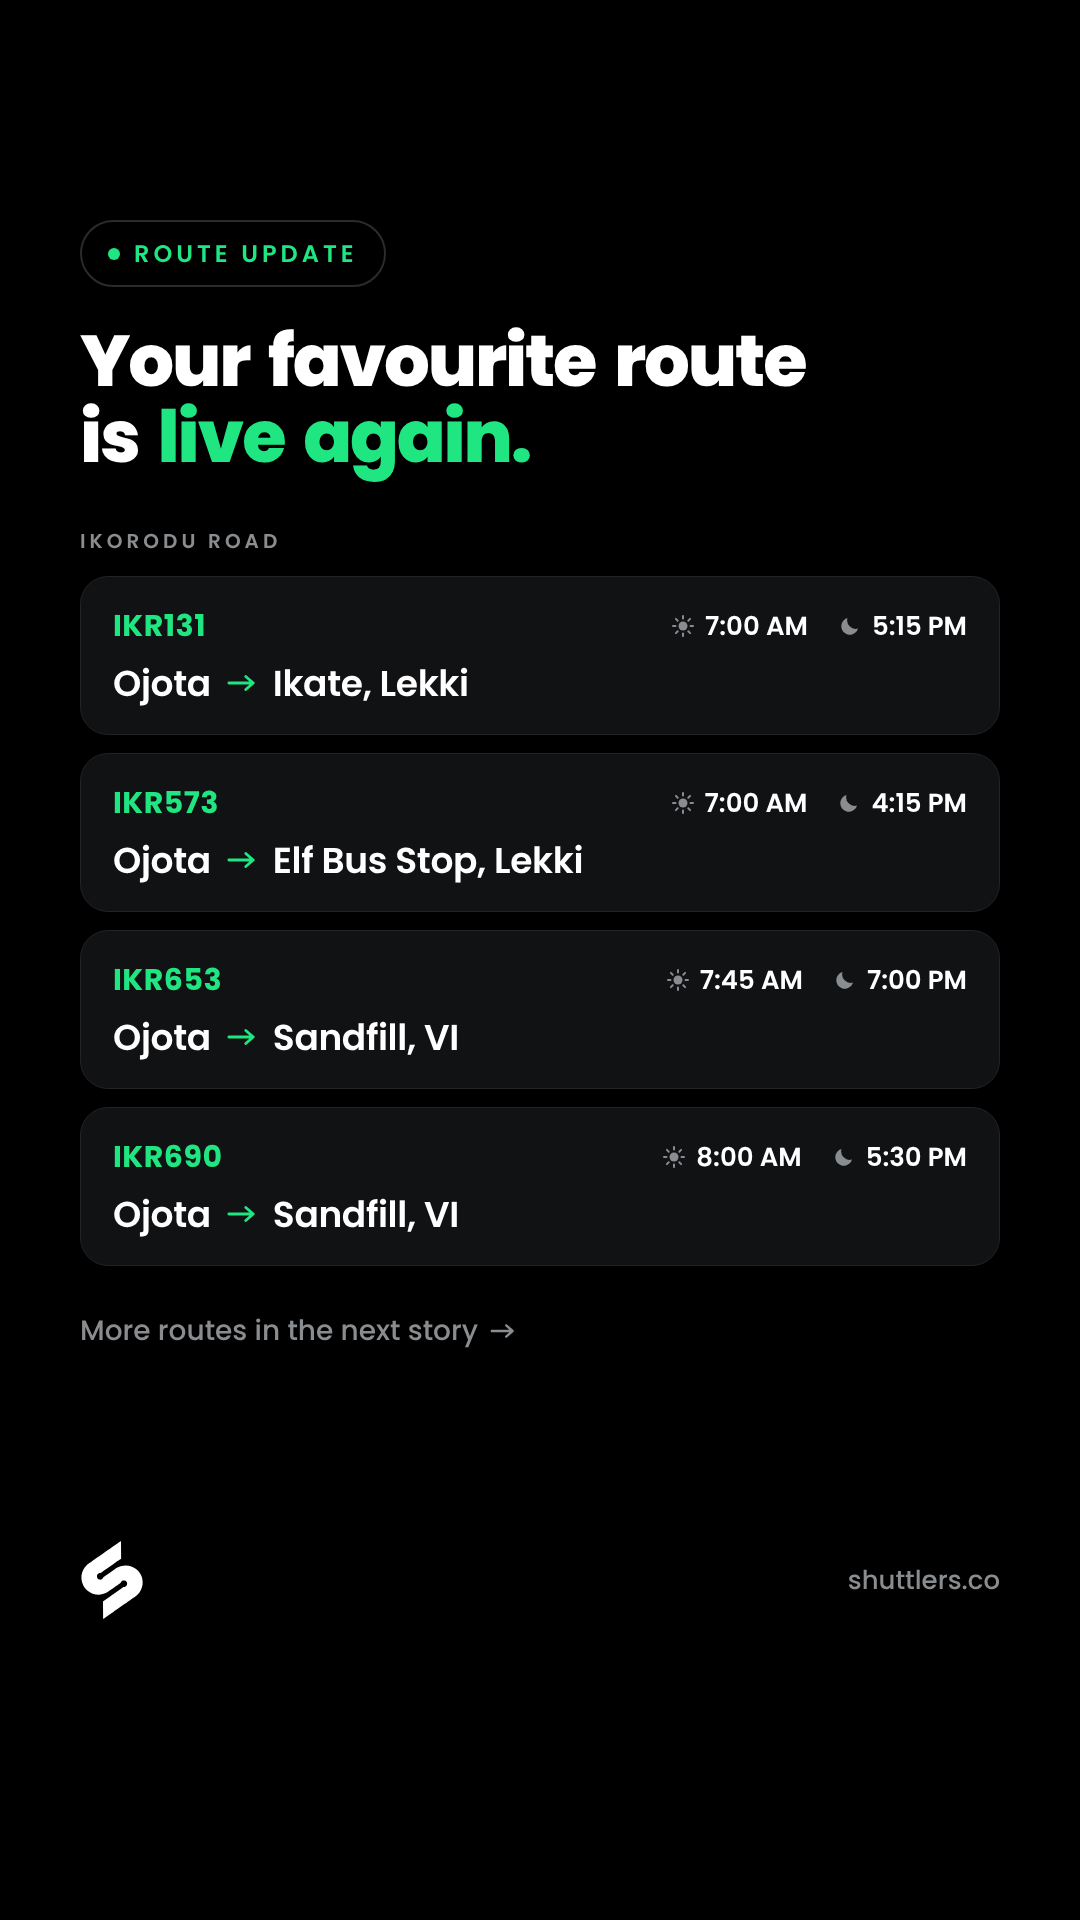 ROUTE UPDATE
Your favourite route
is live again.
IKORODU ROAD
IKR131 7:00 AM 5:15 PM
Ojota → Ikate, Lekki
IKR573 7:00 AM 4:15 PM
Ojota → Elf Bus Stop, Lekki
IKR653 7:45 AM 7:00 PM
Ojota → Sandfill, VI
IKR690 8:00 AM 5:30 PM
Ojota → Sandfill, VI
More routes in the next story →
shuttlers.co